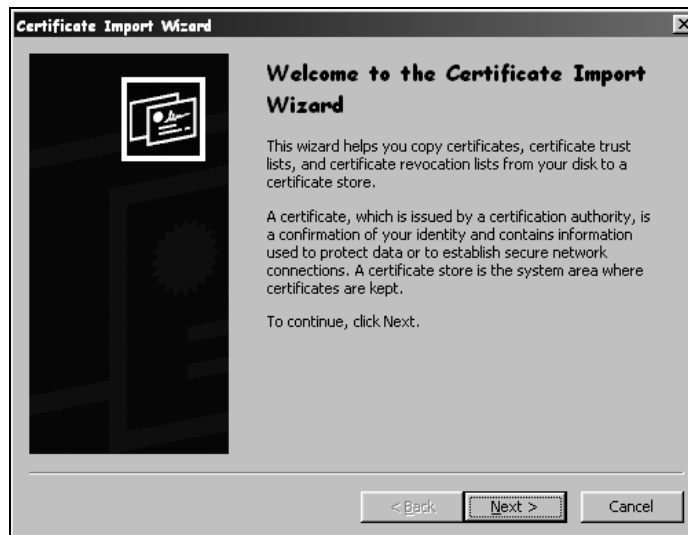 Certificate Import Wizard
Welcome to the Certificate Import
Wizard
This wizard helps you copy certificates, certificate trust
lists, and certificate revocation lists from your disk to a
certificate store.
A certificate, which is issued by a certification authority, is
a confirmation of your identity and contains information
used to protect data or to establish secure network
connections. A certificate store is the system area where
certificates are kept.
To continue, click Next.
< Back
Next >
Cancel